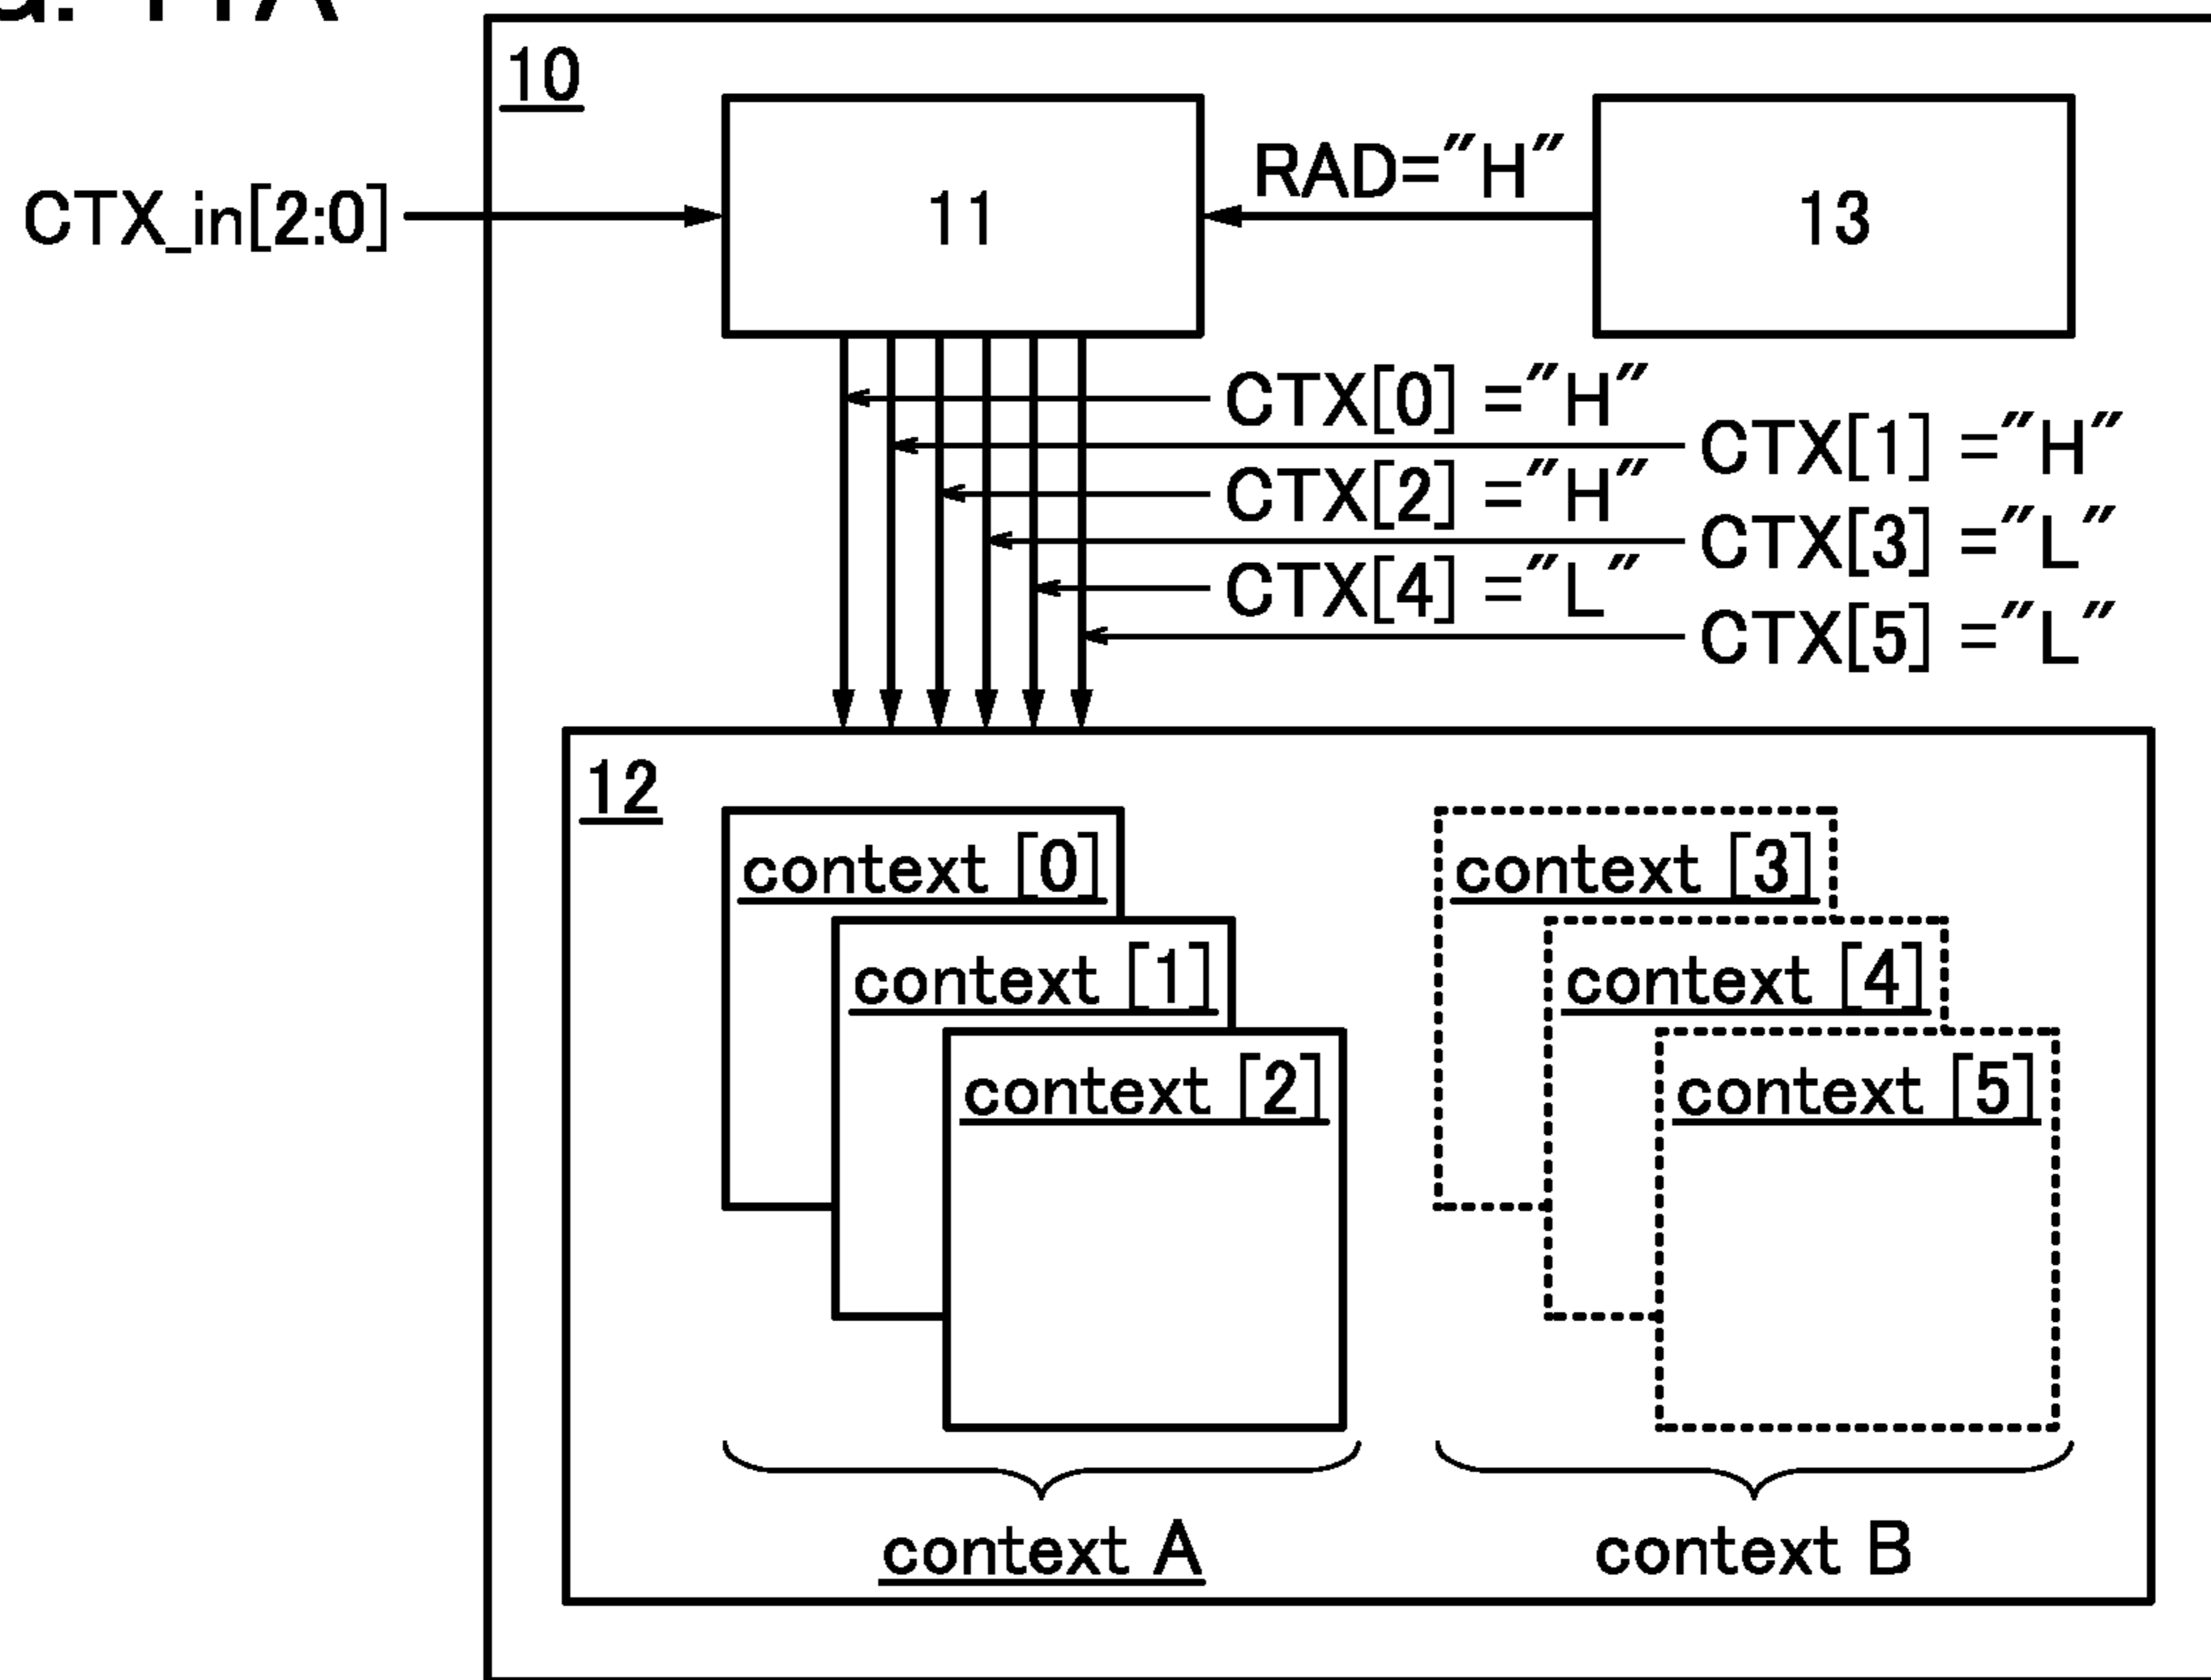 11A
10
CTX_in[2:0]
11
RAD="H"
13
CTX[0] ="H"
CTX[1] ="H"
CTX[2] ="H"
CTX[3] ="L"
CTX[4] ="L"
CTX[5] ="L"
12
context [0]
context [3]
context [1]
context [4]
context [2]
context [5]
context A
context B